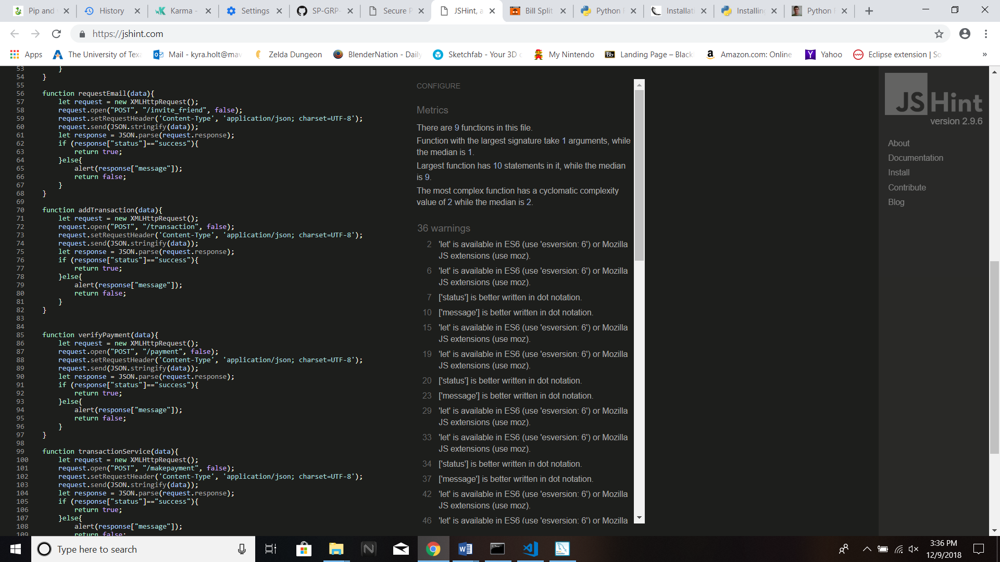 Pip and
History
Karma -
Settings
SP-GRP-
Secure P
JSHint, a
Bill Split
Python
Installati
Installing
Python
https://jshint.com
Apps
The University of Texa
Mail - kyra.holt@mav
Zelda Dungeon
BlenderNation - Daily
Sketchfab - Your 3D c
My Nintendo
Bb
Landing Page – Black
Amazon.com: Online
Yahoo
Eclipse extension | So
»
53 }
54 }
55
56 function requestEmail(data){
57 let request = new XMLHttpRequest();
58 request.open("POST", "/invite_friend", false);
59 request.setRequestHeader('Content-Type', 'application/json; charset=UTF-8');
60 request.send(JSON.stringify(data));
61 let response = JSON.parse(request.response);
62 if (response["status"]=="success"){
63 return true;
64 }else{
65 alert(response["message"]);
66 return false;
67 }
68 }
69
70 function addTransaction(data){
71 let request = new XMLHttpRequest();
72 request.open("POST", "/transaction", false);
73 request.setRequestHeader('Content-Type', 'application/json; charset=UTF-8');
74 request.send(JSON.stringify(data));
75 let response = JSON.parse(request.response);
76 if (response["status"]=="success"){
77 return true;
78 }else{
79 alert(response["message"]);
80 return false;
81 }
82 }
83
84
85 function verifyPayment(data){
86 let request = new XMLHttpRequest();
87 request.open("POST", "/payment", false);
88 request.setRequestHeader('Content-Type', 'application/json; charset=UTF-8');
89 request.send(JSON.stringify(data));
90 let response = JSON.parse(request.response);
91 if (response["status"]=="success"){
92 return true;
93 }else{
94 alert(response["message"]);
95 return false;
96 }
97 }
98
99 function transactionService(data){
100 let request = new XMLHttpRequest();
101 request.open("POST", "/makepayment", false);
102 request.setRequestHeader('Content-Type', 'application/json; charset=UTF-8');
103 request.send(JSON.stringify(data));
104 let response = JSON.parse(request.response);
105 if (response["status"]=="success"){
106 return true;
107 }else{
108 alert(response["message"]);
109 return false;
CONFIGURE
Metrics
There are 9 functions in this file.
Function with the largest signature take 1 arguments, while
the median is 1.
Largest function has 10 statements in it, while the median
is 9.
The most complex function has a cyclomatic complexity
value of 2 while the median is 2.
36 warnings
2 'let' is available in ES6 (use 'esversion: 6') or Mozilla
JS extensions (use moz).
6 'let' is available in ES6 (use 'esversion: 6') or Mozilla
JS extensions (use moz).
7 ['status'] is better written in dot notation.
10 ['message'] is better written in dot notation.
15 'let' is available in ES6 (use 'esversion: 6') or Mozilla
JS extensions (use moz).
19 'let' is available in ES6 (use 'esversion: 6') or Mozilla
JS extensions (use moz).
20 ['status'] is better written in dot notation.
23 ['message'] is better written in dot notation.
29 'let' is available in ES6 (use 'esversion: 6') or Mozilla
JS extensions (use moz).
33 'let' is available in ES6 (use 'esversion: 6') or Mozilla
JS extensions (use moz).
34 ['status'] is better written in dot notation.
37 ['message'] is better written in dot notation.
42 'let' is available in ES6 (use 'esversion: 6') or Mozilla
JS extensions (use moz).
46 'let' is available in ES6 (use 'esversion: 6') or Mozilla
JSHint
version 2.9.6
About
Documentation
Install
Contribute
Blog
Type here to search
3:36 PM
12/9/2018